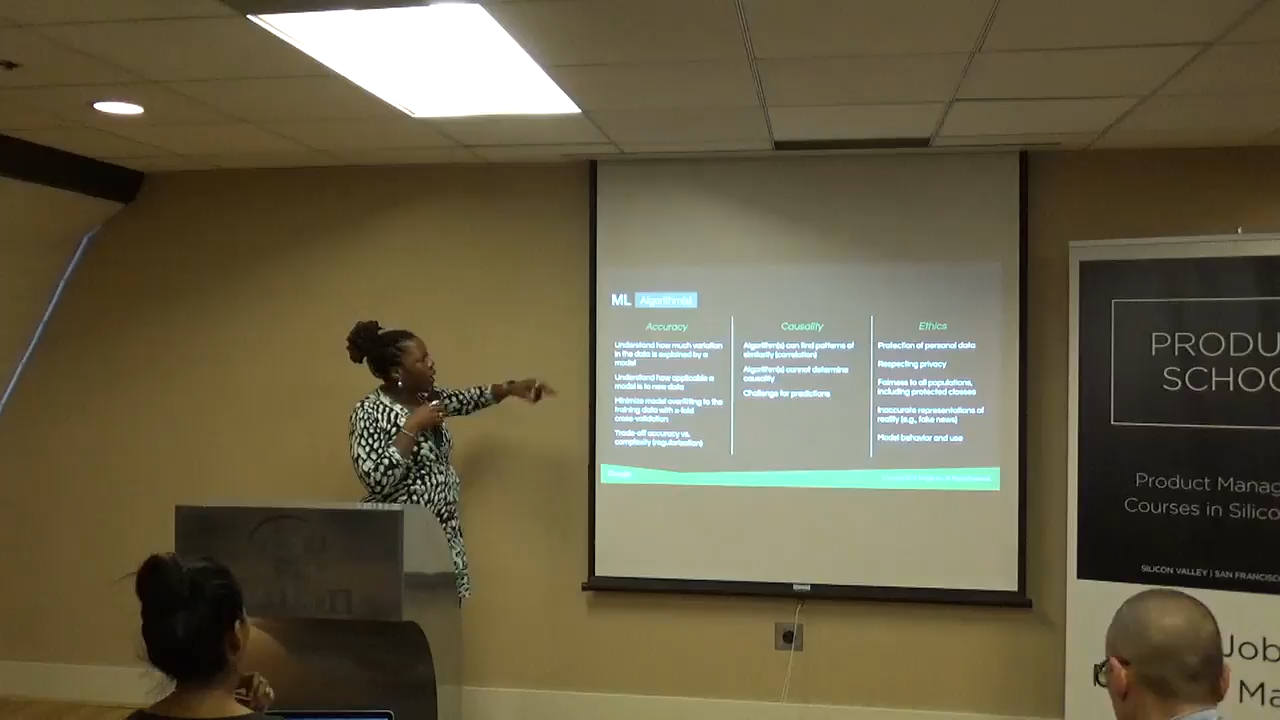 ML Algorithm(s)
Accuracy
Understand how much variation
in the data is explained by a
model
Understand how applicable a
model is to new data
Minimize model overfitting to the
training data with x-fold
cross-validation
Trade-off accuracy vs.
complexity (regularization)
Causality
Algorithm(s) can find patterns of
similarity (correlation)
Algorithm(s) cannot determine
causality
Challenge for predictions
Ethics
Protection of personal data
Respecting privacy
Fairness to all populations,
including protected classes
Inaccurate representations of
reality (e.g., fake news)
Model behavior and use
PRODU
SCHOO
Product Manag
Courses in Silico
SILICON VALLEY | SAN FRANCISC
Job
Ma